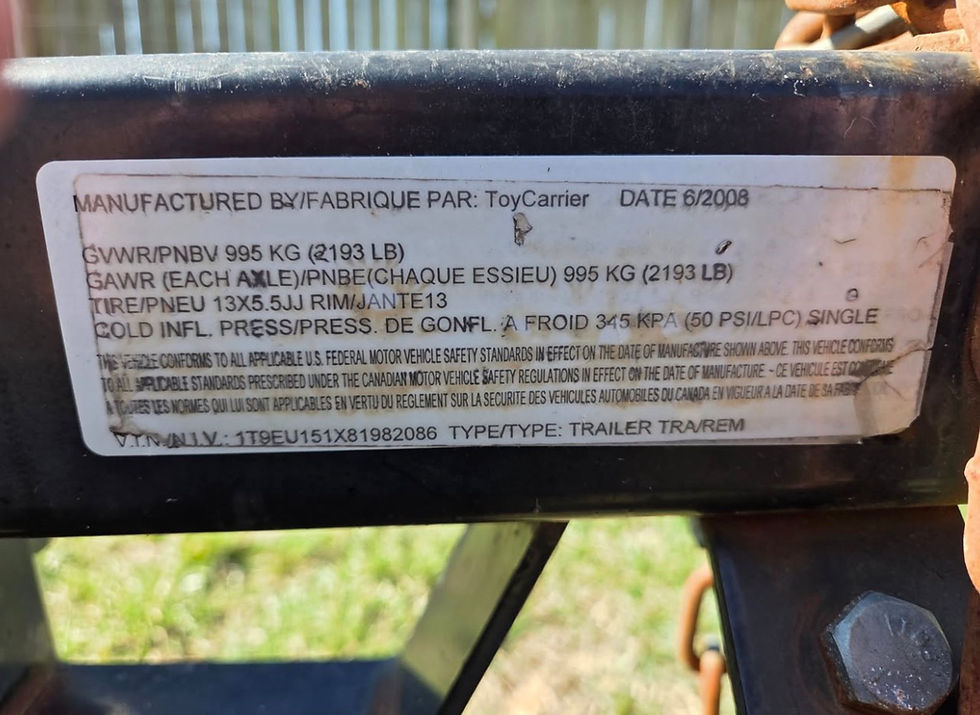 MANUFACTURED BY/FABRIQUE PAR: ToyCarrier DATE 6/2008
GVWR/PNBV 995 KG (2193 LB)
GAWR (EACH AXLE)/PNBE(CHAQUE ESSIEU) 995 KG (2193 LB)
TIRE/PNEU 13X5.5JJ RIM/JANTE13
COLD INFL. PRESS/PRESS. DE GONFL. A FROID 345 KPA (50 PSI/LPC) SINGLE
THIS VEHICLE CONFORMS TO ALL APPLICABLE U.S. FEDERAL MOTOR VEHICLE SAFETY STANDARDS IN EFFECT ON THE DATE OF MANUFACTURE SHOWN ABOVE. THIS VEHICLE CONFORMS
TO ALL APPLICABLE STANDARDS PRESCRIBED UNDER THE CANADIAN MOTOR VEHICLE SAFETY REGULATIONS IN EFFECT ON THE DATE OF MANUFACTURE - CE VEHICULE EST CONFORME
A TOUTES LES NORMES QUI LUI SONT APPLICABLES EN VERTU DU REGLEMENT SUR LA SECURITE DES VEHICULES AUTOMOBILES DU CANADA EN VIGUEUR A LA DATE DE SA
V.I.N./N.I.V.: 1T9EU151X81982086 TYPE/TYPE: TRAILER TRA/REM